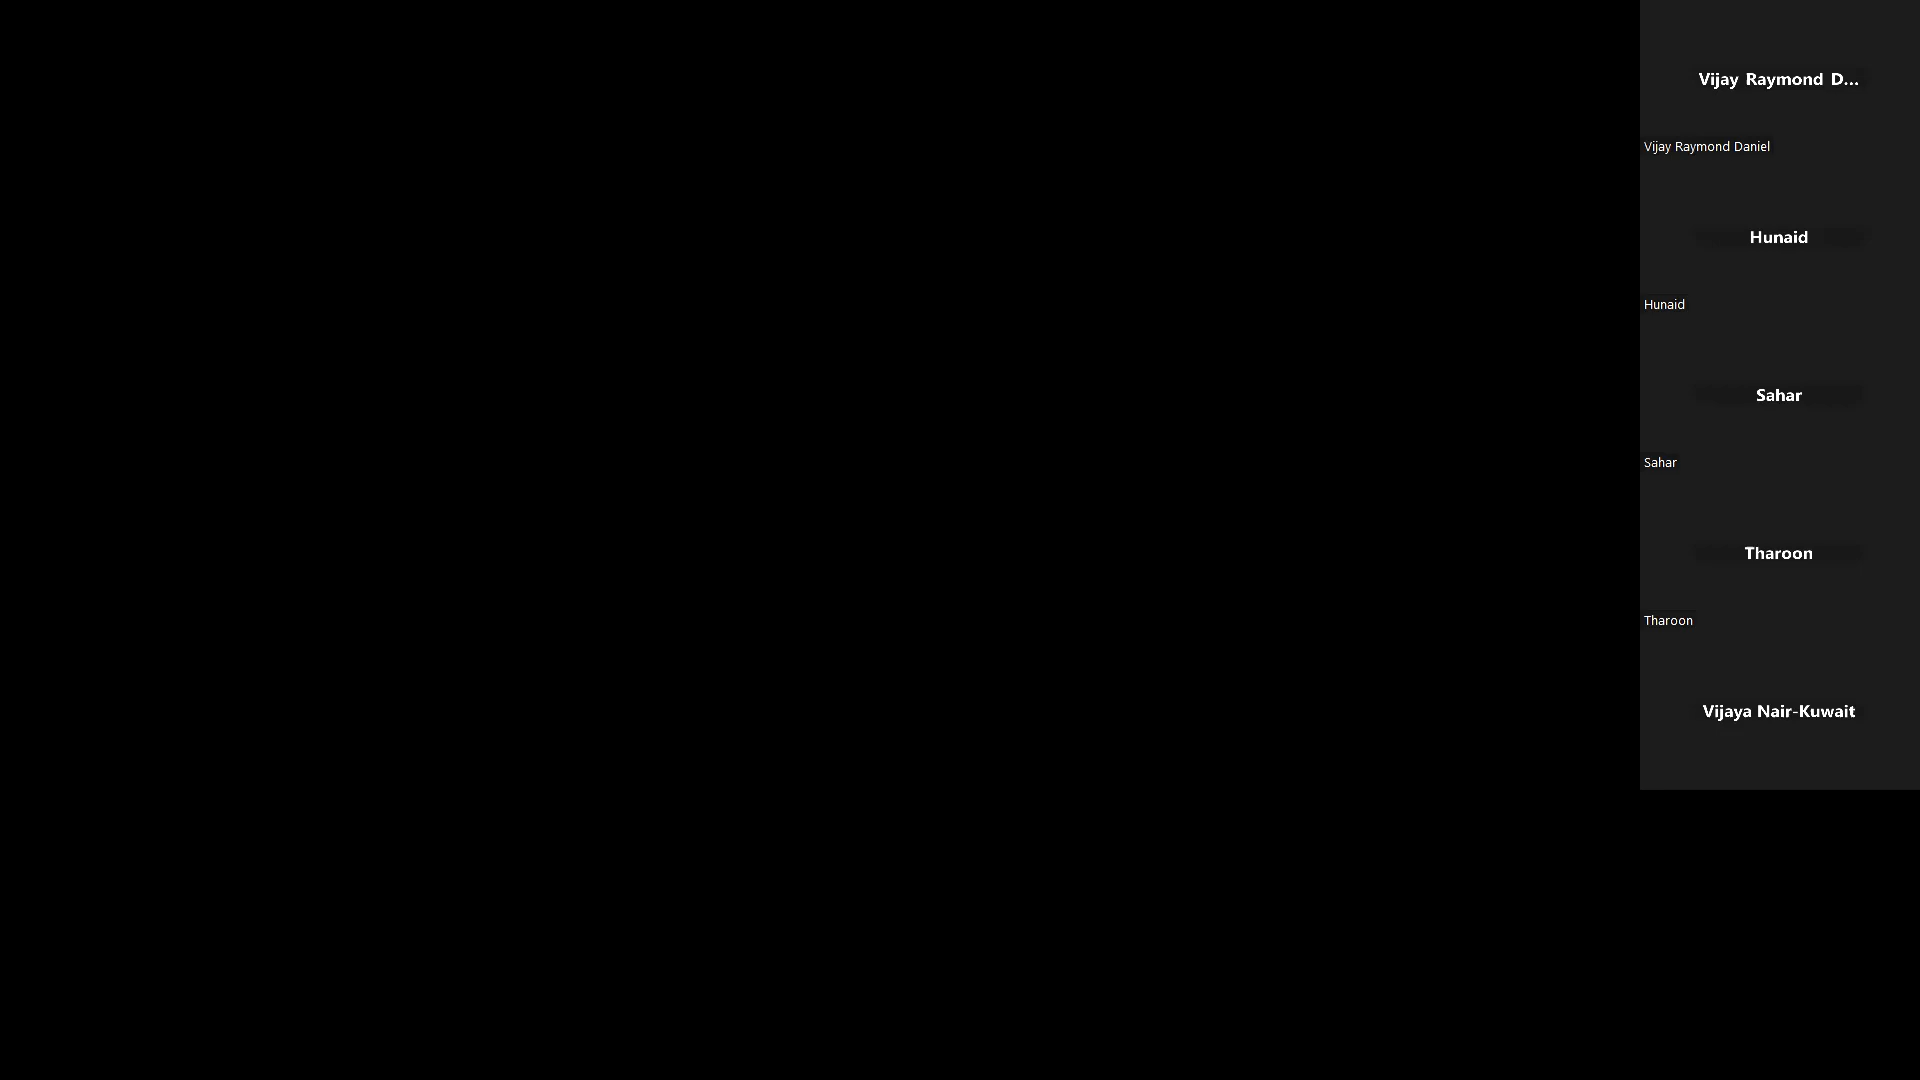 Vijay Raymond D...
Vijay Raymond Daniel
Hunaid
Hunaid
Sahar
Sahar
Tharoon
Tharoon
Vijaya Nair-Kuwait